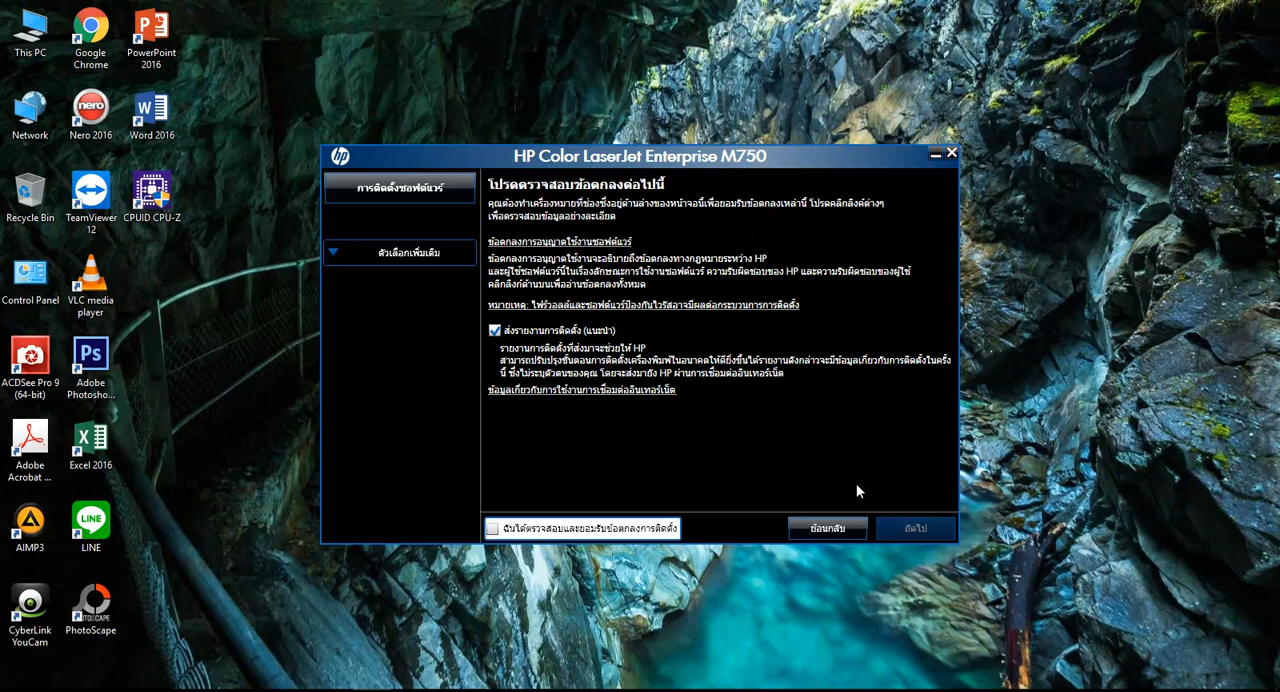 This PC
Google
Chrome
PowerPoint
2016
Network
nero
Nero 2016
Word 2016
Recycle Bin
TeamViewer
12
CPUID CPU-Z
Control Panel
VLC media
player
ACDSee Pro 9
(64-bit)
Ps
Adobe
Photosho...
Adobe
Acrobat ...
Excel 2016
AIMP3
LINE
LINE
CyberLink
YouCam
PhotoScape
hp
HP Color LaserJet Enterprise M750
การติดตั้งซอฟต์แวร์
ตัวเลือกเพิ่มเติม
โปรดตรวจสอบข้อตกลงต่อไปนี้
คุณต้องทำเครื่องหมายที่ช่องซึ่งอยู่ด้านล่างของหน้าจอนี้เพื่อยอมรับข้อตกลงเหล่านี้ โปรดคลิกลิงค์ต่างๆ
เพื่อตรวจสอบข้อมูลอย่างละเอียด
ข้อตกลงการอนุญาตใช้งานซอฟต์แวร์
ข้อตกลงการอนุญาตใช้งานจะอธิบายถึงข้อตกลงทางกฎหมายระหว่าง HP
และผู้ใช้ซอฟต์แวร์นี้ในเรื่องลักษณะการใช้งานซอฟต์แวร์ ความรับผิดชอบของ HP และความรับผิดชอบของผู้ใช้
คลิกลิงก์ด้านบนเพื่ออ่านข้อตกลงทั้งหมด
หมายเหตุ: ไฟร์วอลล์และซอฟต์แวร์ป้องกันไวรัสอาจมีผลต่อกระบวนการการติดตั้ง
ส่งรายงานการติดตั้ง (แนะนำ)
รายงานการติดตั้งที่ส่งมาจะช่วยให้ HP
สามารถปรับปรุงขั้นตอนการติดตั้งเครื่องพิมพ์ในอนาคตให้ดียิ่งขึ้นได้รายงานดังกล่าวจะมีข้อมูลเกี่ยวกับการติดตั้งในครั้ง
นี้ ซึ่งไม่ระบุตัวตนของคุณ โดยจะส่งมายัง HP ผ่านการเชื่อมต่ออินเทอร์เน็ต
ข้อมูลเกี่ยวกับการใช้งานการเชื่อมต่ออินเทอร์เน็ต
ฉันได้ตรวจสอบและยอมรับข้อตกลงการติดตั้ง
ย้อนกลับ
ถัดไป